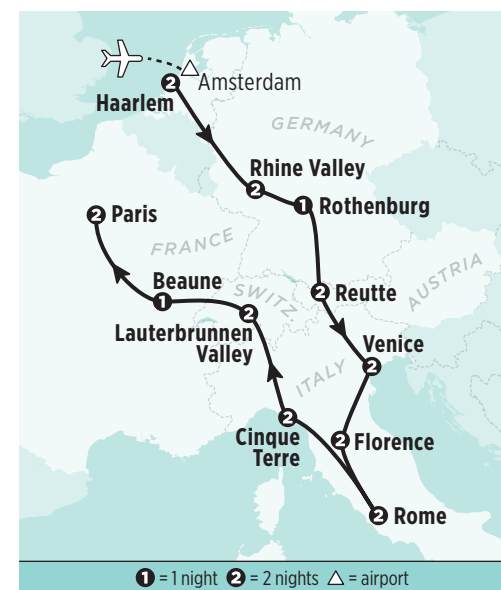 Amsterdam
2
Haarlem
GERMANY
Rhine Valley
2
1 Rothenburg
2 Paris
FRANCE
Beaune
1
SWITZ.
2
Lauterbrunnen
Valley
2 Reutte
AUSTRIA
Venice
2
ITALY
2
Cinque
Terre
2 Florence
2 Rome
1 = 1 night 2 = 2 nights △ = airport